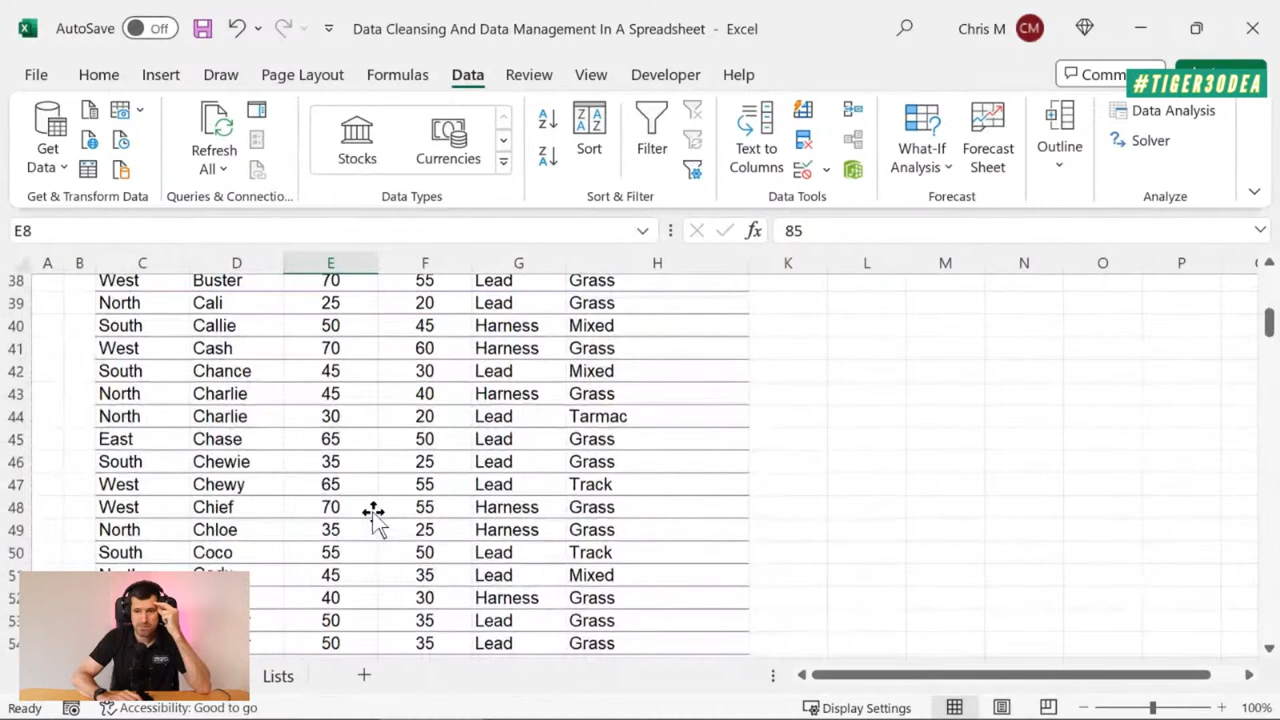 AutoSave Off Data Cleansing And Data Management In A Spreadsheet - Excel Chris M CM
File Home Insert Draw Page Layout Formulas Data Review View Developer Help
#TIGER30DEA
Get Data
Refresh All
Stocks
Currencies
Sort
Filter
Text to Columns
What-If Analysis
Forecast Sheet
Outline
Data Analysis
Solver
Get & Transform Data Queries & Connectio... Data Types Sort & Filter Data Tools Forecast Analyze
E8 fx 85
A B C D E F G H K L M N O P Q
38 West Buster 70 55 Lead Grass
39 North Cali 25 20 Lead Grass
40 South Callie 50 45 Harness Mixed
41 West Cash 70 60 Harness Grass
42 South Chance 45 30 Lead Mixed
43 North Charlie 45 40 Harness Grass
44 North Charlie 30 20 Lead Tarmac
45 East Chase 65 50 Lead Grass
46 South Chewie 35 25 Lead Grass
47 West Chewy 65 55 Lead Track
48 West Chief 70 55 Harness Grass
49 North Chloe 35 25 Harness Grass
50 South Coco 55 50 Lead Track
51 45 35 Lead Mixed
52 40 30 Harness Grass
53 50 35 Lead Grass
54 50 35 Lead Grass
Lists
Ready Accessibility: Good to go Display Settings 100%